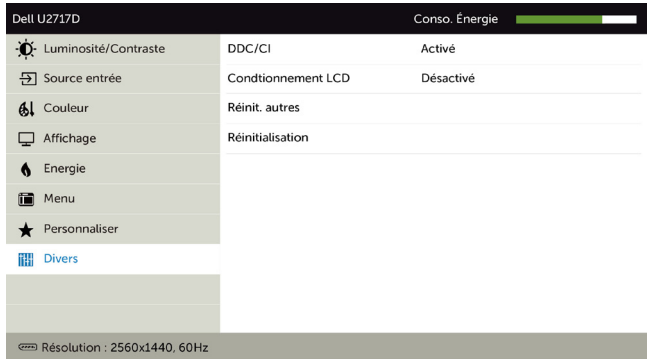 Dell U2717D Conso. Énergie
Luminosité/Contraste DDC/CI Activé
Source entrée Condtionnement LCD Désactivé
Couleur Réinit. autres
Affichage Réinitialisation
Energie
Menu
Personnaliser
Divers
Résolution : 2560x1440, 60Hz